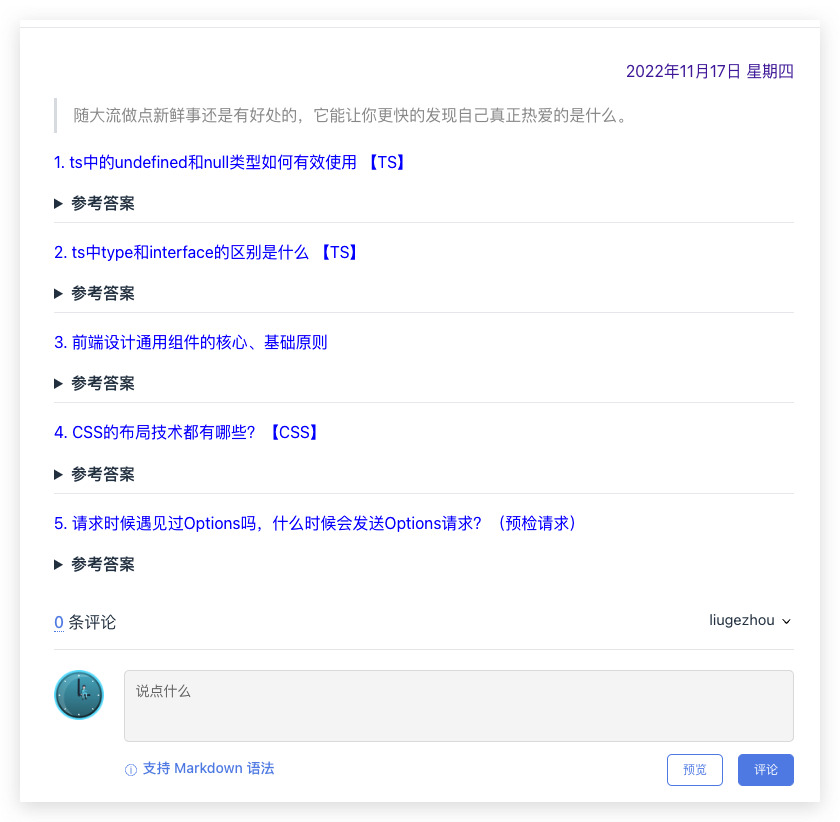 2022年11月17日 星期四
随大流做点新鲜事还是有好处的，它能让你更快的发现自己真正热爱的是什么。
1. ts中的undefined和null类型如何有效使用 【TS】
参考答案
2. ts中type和interface的区别是什么 【TS】
参考答案
3. 前端设计通用组件的核心、基础原则
参考答案
4. CSS的布局技术都有哪些？【CSS】
参考答案
5. 请求时候遇见过Options吗，什么时候会发送Options请求？（预检请求）
参考答案
0 条评论 liugezhou
说点什么
支持 Markdown 语法 预览 评论